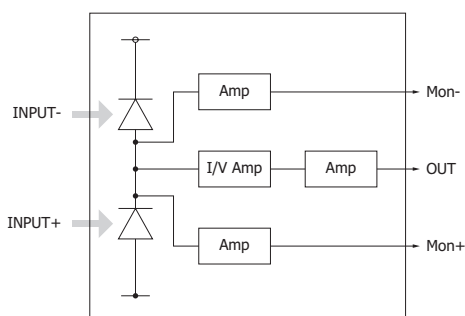 Amp
Mon-
INPUT-
I/V Amp
Amp
OUT
INPUT+
Amp
Mon+